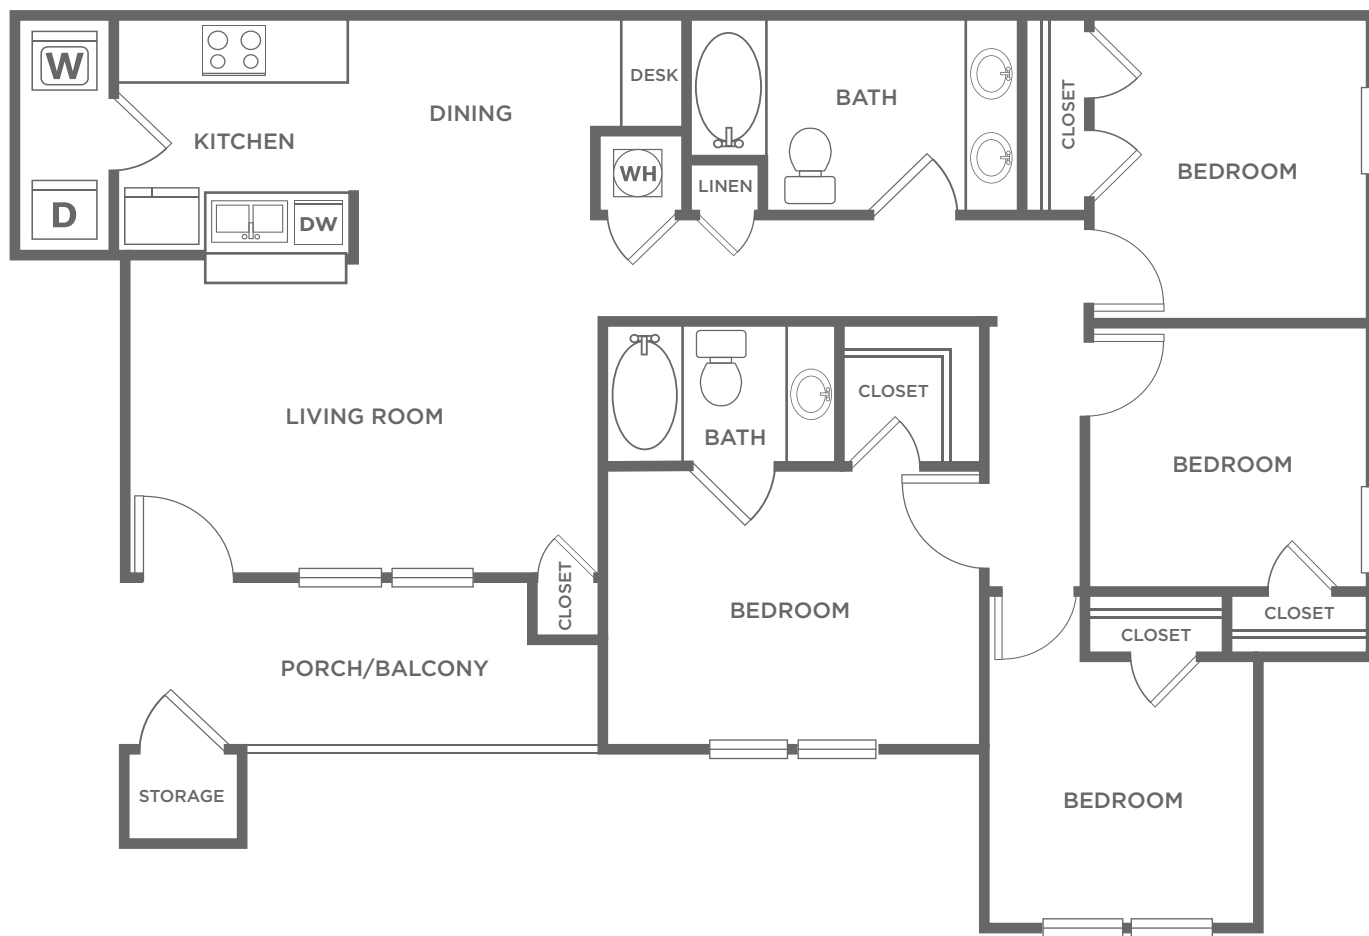 W
DESK
BATH
CLOSET
DINING
KITCHEN
WH
BEDROOM
LINEN
D
DW
CLOSET
LIVING ROOM
BATH
BEDROOM
CLOSET
BEDROOM
CLOSET
CLOSET
PORCH/BALCONY
STORAGE
BEDROOM